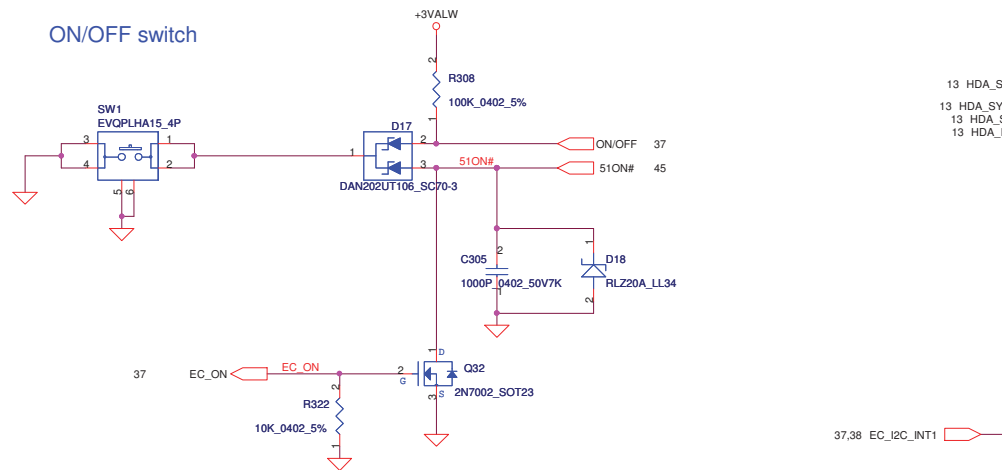 +3VALW
ON/OFF switch
2
R308
100K_0402_5%
1
13 HDA_S
13 HDA_SY
13 HDA_S
SW1
EVQPLHA15_4P
D17
3 1
4 2
5 6
1
2 ON/OFF 37
3 51ON# 51ON# 45
DAN202UT106_SC70-3
2 1
C305 D18
1000P_0402_50V7K RLZ20A_LL34
1 2
1 D
37 EC_ON EC_ON 2 G Q32
3 S 2N7002_SOT23
2
R322
10K_0402_5%
1
37,38 EC_I2C_INT1